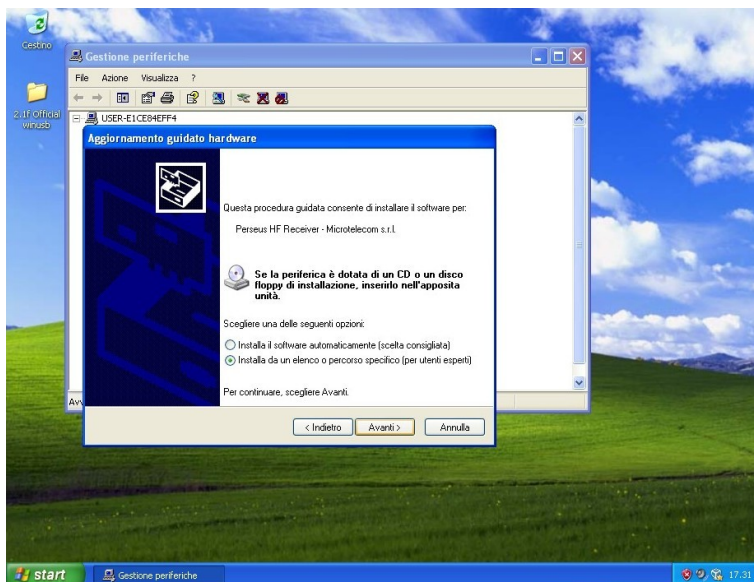 Cestino
2.1f Official
winusb
Gestione periferiche
File Azione Visualizza ?
USER-E1CE84EFF4
Aggiornamento guidato hardware
Questa procedura guidata consente di installare il software per:
Perseus HF Receiver - Microtelecom s.r.l.
Se la periferica è dotata di un CD o un disco
floppy di installazione, inserirlo nell'apposita
unità.
Scegliere una delle seguenti opzioni:
Installa il software automaticamente (scelta consigliata)
Installa da un elenco o percorso specifico (per utenti esperti)
Per continuare, scegliere Avanti.
< Indietro Avanti > Annulla
start Gestione periferiche 17.31